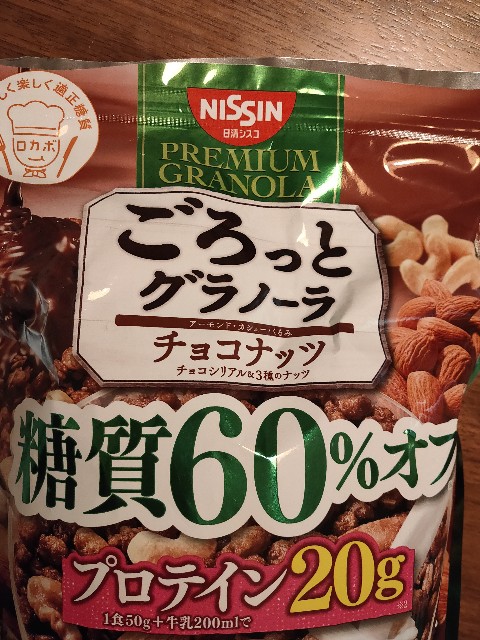 しく楽しく適正糖質
ロカボ
NISSIN
日清シスコ
PREMIUM
GRANOLA
ごろっと
グラノーラ
アーモンド・カシュー・くるみ
チョコナッツ
チョコシリアル&3種のナッツ
糖質60%オフ
プロテイン20g
※2
1食50g+牛乳200mlで